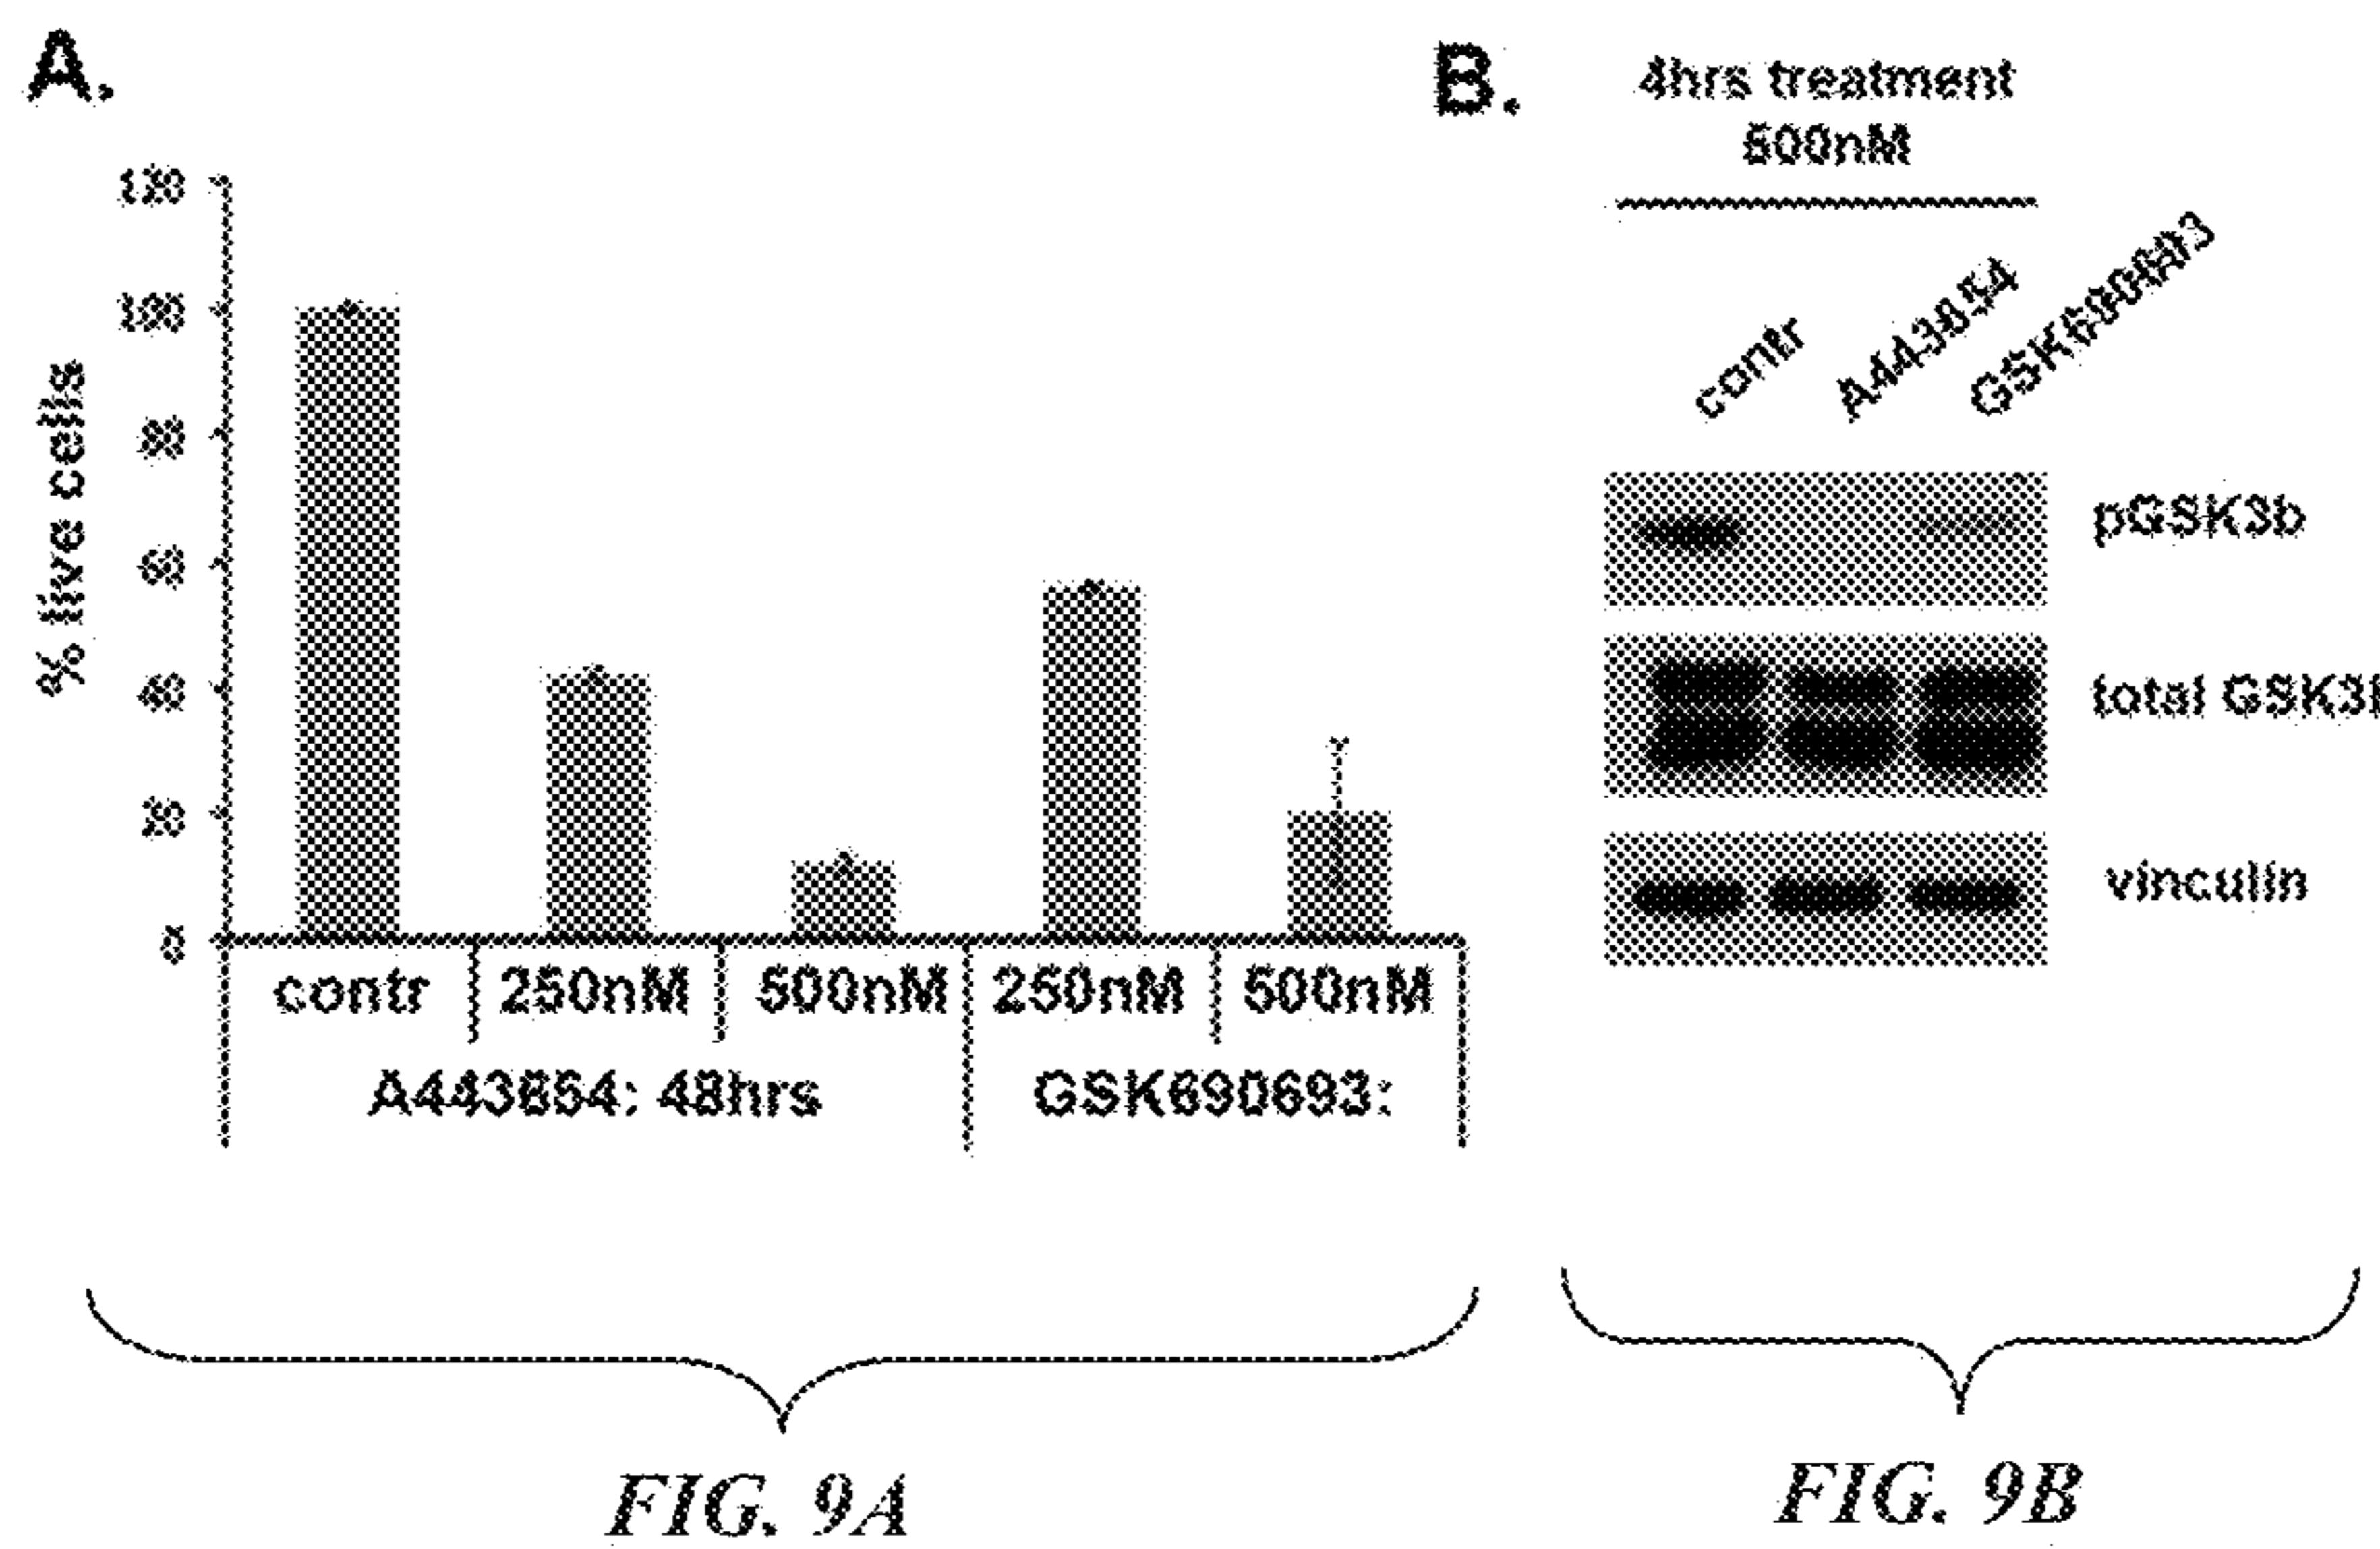 A.
% live cells
120
100
80
60
40
20
0
contr 250nM 500nM 250nM 500nM
A443654: 48hrs GSK690693:
FIG. 9A
B.
4hrs treatment
500nM
contr A443654 GSK690693
pGSK3b
total GSK3
vinculin
FIG. 9B